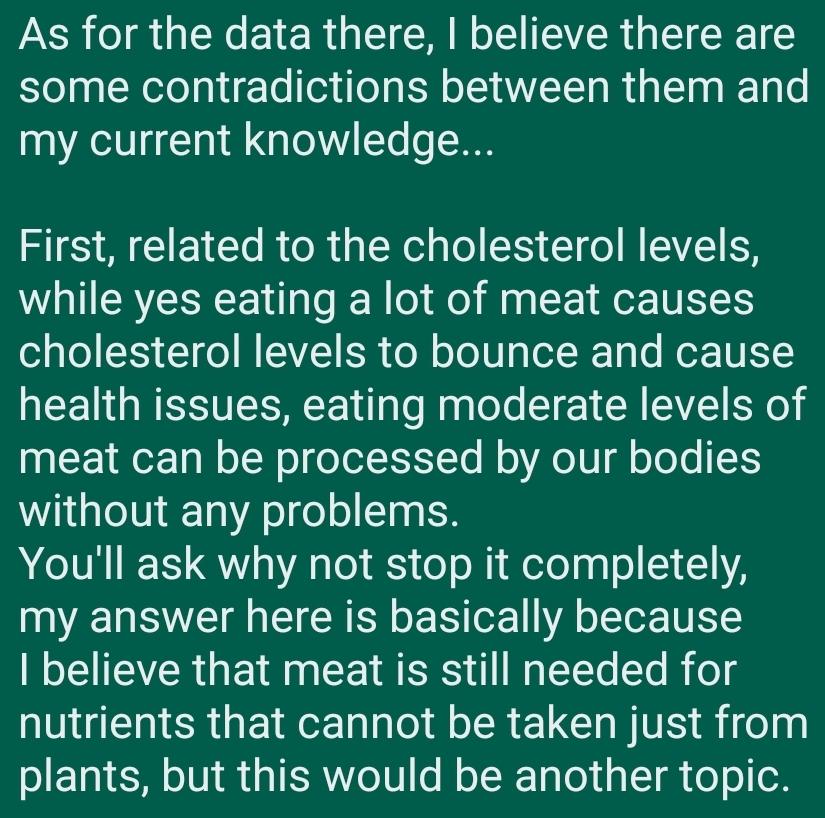 As for the data there, I believe there are
some contradictions between them and
my current knowledge...
First, related to the cholesterol levels,
while yes eating a lot of meat causes
cholesterol levels to bounce and cause
health issues, eating moderate levels of
meat can be processed by our bodies
without any problems.
You'll ask why not stop it completely,
my answer here is basically because
I believe that meat is still needed for
nutrients that cannot be taken just from
plants, but this would be another topic.